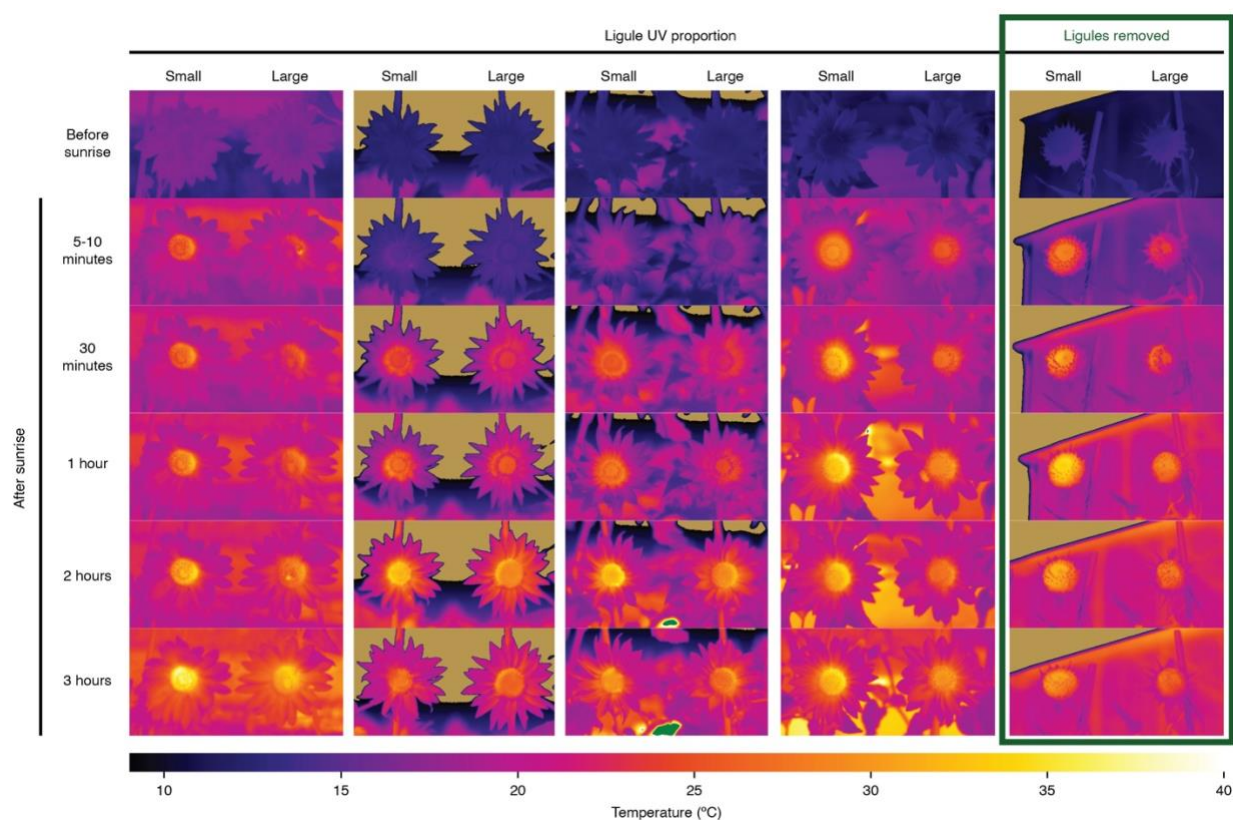 Ligule UV proportion
Ligules removed
Small Large Small Large Small Large Small Large Small Large
Before
sunrise
5-10
minutes
30
minutes
1 hour
2 hours
3 hours
After sunrise
10 15 20 25 30 35 40
Temperature (ºC)